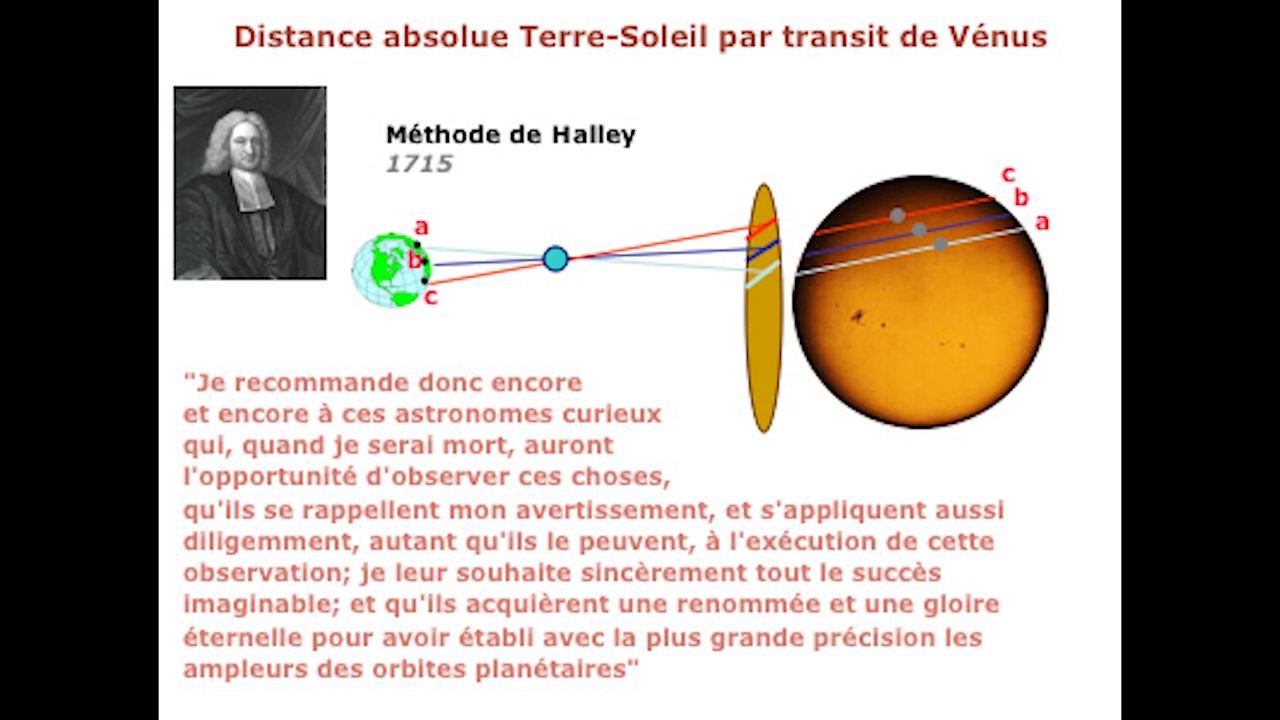 Distance absolue Terre-Soleil par transit de Vénus
Méthode de Halley
1715
c
b
a
a
b
c
"Je recommande donc encore
et encore à ces astronomes curieux
qui, quand je serai mort, auront
l'opportunité d'observer ces choses,
qu'ils se rappellent mon avertissement, et s'appliquent aussi
diligemment, autant qu'ils le peuvent, à l'exécution de cette
observation; je leur souhaite sincèrement tout le succès
imaginable; et qu'ils acquièrent une renommée et une gloire
éternelle pour avoir établi avec la plus grande précision les
ampleurs des orbites planétaires"